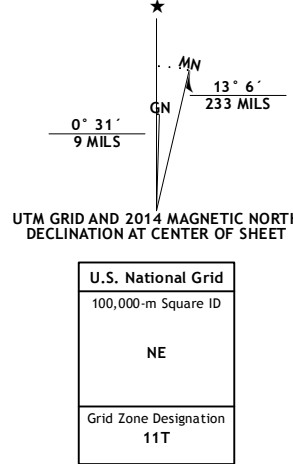 ★
MN
GN
13° 6´
233 MILS
0° 31´
9 MILS
UTM GRID AND 2014 MAGNETIC NORTH
DECLINATION AT CENTER OF SHEET
U.S. National Grid
100,000-m Square ID
NE
Grid Zone Designation
11T